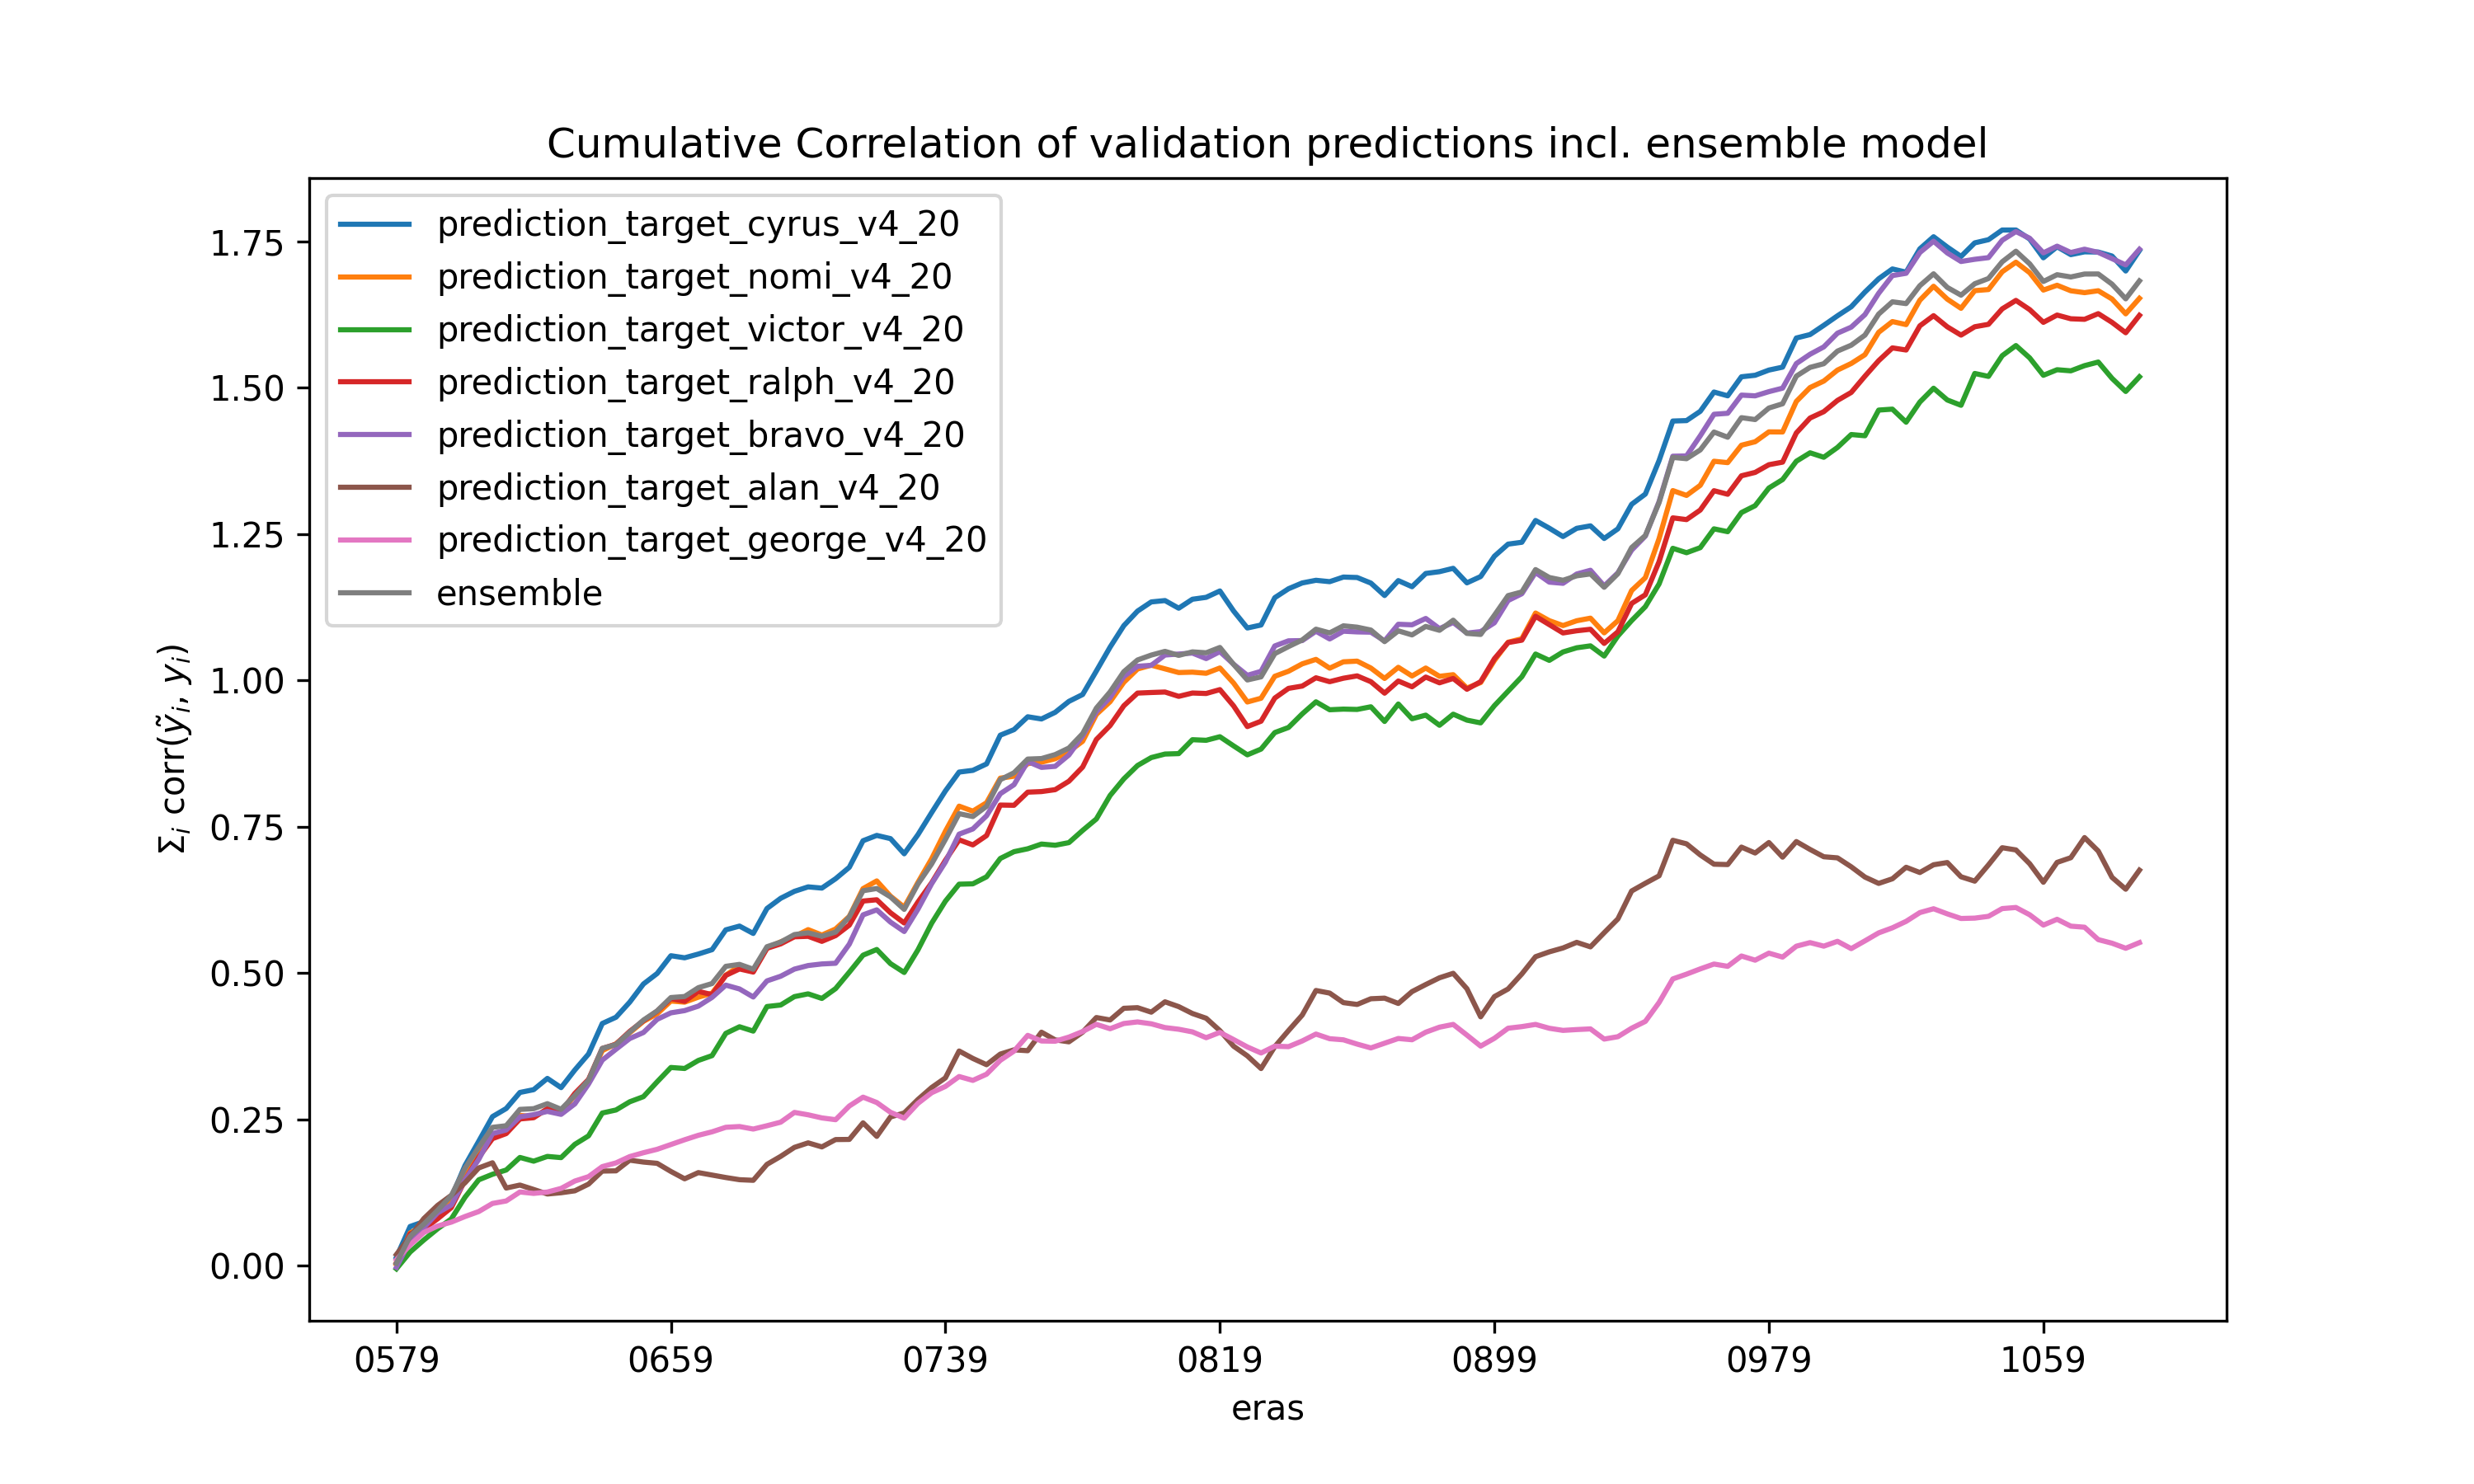 Cumulative Correlation of validation predictions incl. ensemble model
prediction_target_cyrus_v4_20
prediction_target_nomi_v4_20
prediction_target_victor_v4_20
prediction_target_ralph_v4_20
prediction_target_bravo_v4_20
prediction_target_alan_v4_20
prediction_target_george_v4_20
ensemble
Σᵢ corr(ỹᵢ, yᵢ)
1.75
1.50
1.25
1.00
0.75
0.50
0.25
0.00
0579 0659 0739 0819 0899 0979 1059
eras